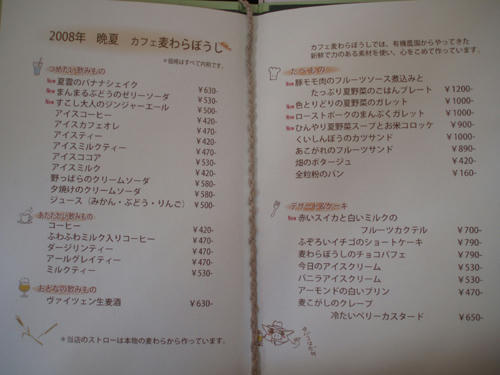 2008年 晩夏 カフェ麦わらぼうし
＊価格はすべて内税です。
つめたい飲みもの
New 夏雲のバナナシェイク ￥630-
New まんまるぶどうのゼリーソーダ ￥530-
New すこし大人のジンジャーエール ￥500-
アイスコーヒー ￥420-
アイスカフェオレ ￥470-
アイスティー ￥420-
アイスミルクティー ￥470-
アイスココア ￥530-
アイスミルク ￥420-
野っぱらのクリームソーダ ￥580-
夕焼けのクリームソーダ ￥580-
ジュース（みかん・ぶどう・りんご） ￥500-
あたたかい飲みもの
コーヒー ￥420-
ふわふわミルク入りコーヒー ￥470-
ダージリンティー ￥470-
アールグレイティー ￥470-
ミルクティー ￥530-
おとなの飲みもの
ヴァイツェン生麦酒 ￥630-
＊当店のストローは本物の麦わらから作っています。
カフェ麦わらぼうしでは、有機農園からやってきた
新鮮で力のある素材を使い、心をこめて作っています。
たべもの
New 豚モモ肉のフルーツソース煮込みと
たっぷり夏野菜のごはんプレート ￥1200-
New 色とりどりの夏野菜のガレット ￥1000-
New ローストポークのまんぷくガレット ￥1000-
New ひんやり夏野菜スープとお米コロッケ ￥900-
くいしんぼうのカツサンド ￥1000-
あこがれのフルーツサンド ￥890-
畑のポタージュ ￥420-
全粒粉のパン ￥160-
デザートとケーキ
New 赤いスイカと白いミルクの
フルーツカクテル ￥700-
ふぞろいイチゴのショートケーキ ￥790-
麦わらぼうしのチョコパフェ ￥790-
今日のアイスクリーム ￥530-
バニラアイスクリーム ￥530-
アーモンドの白いプリン ￥470-
麦こがしのクレープ
冷たいベリーカスタード ￥650-